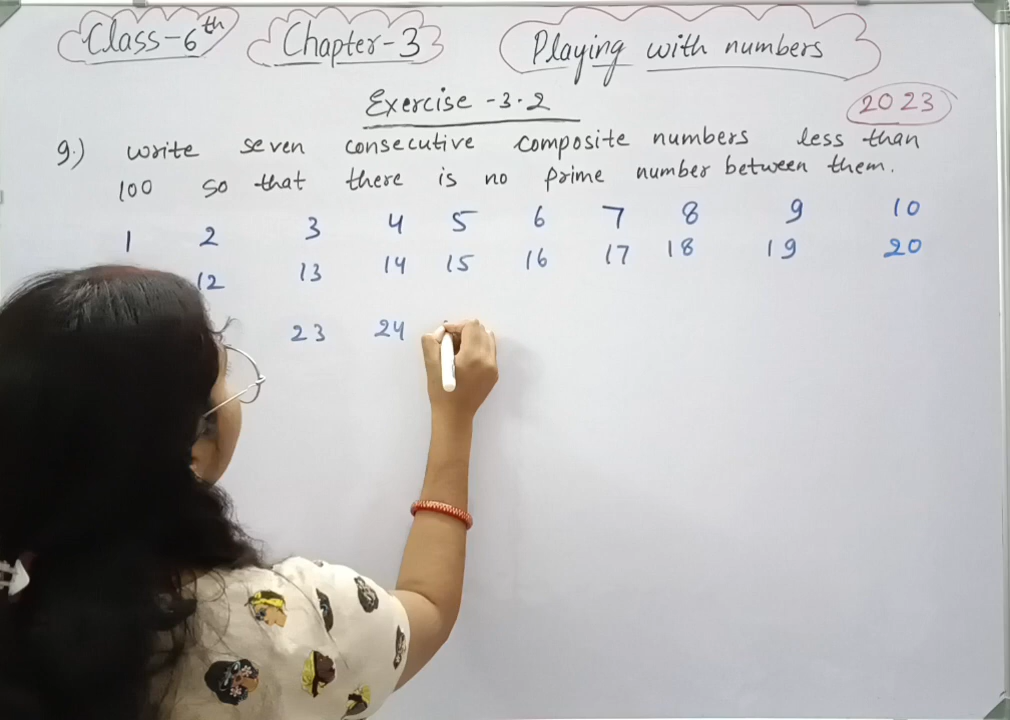 Class-6th Chapter-3 Playing with numbers
Exercise -3.2 2023
9.) write seven consecutive composite numbers less than
100 so that there is no prime number between them.
1 2 3 4 5 6 7 8 9 10
12 13 14 15 16 17 18 19 20
23 24